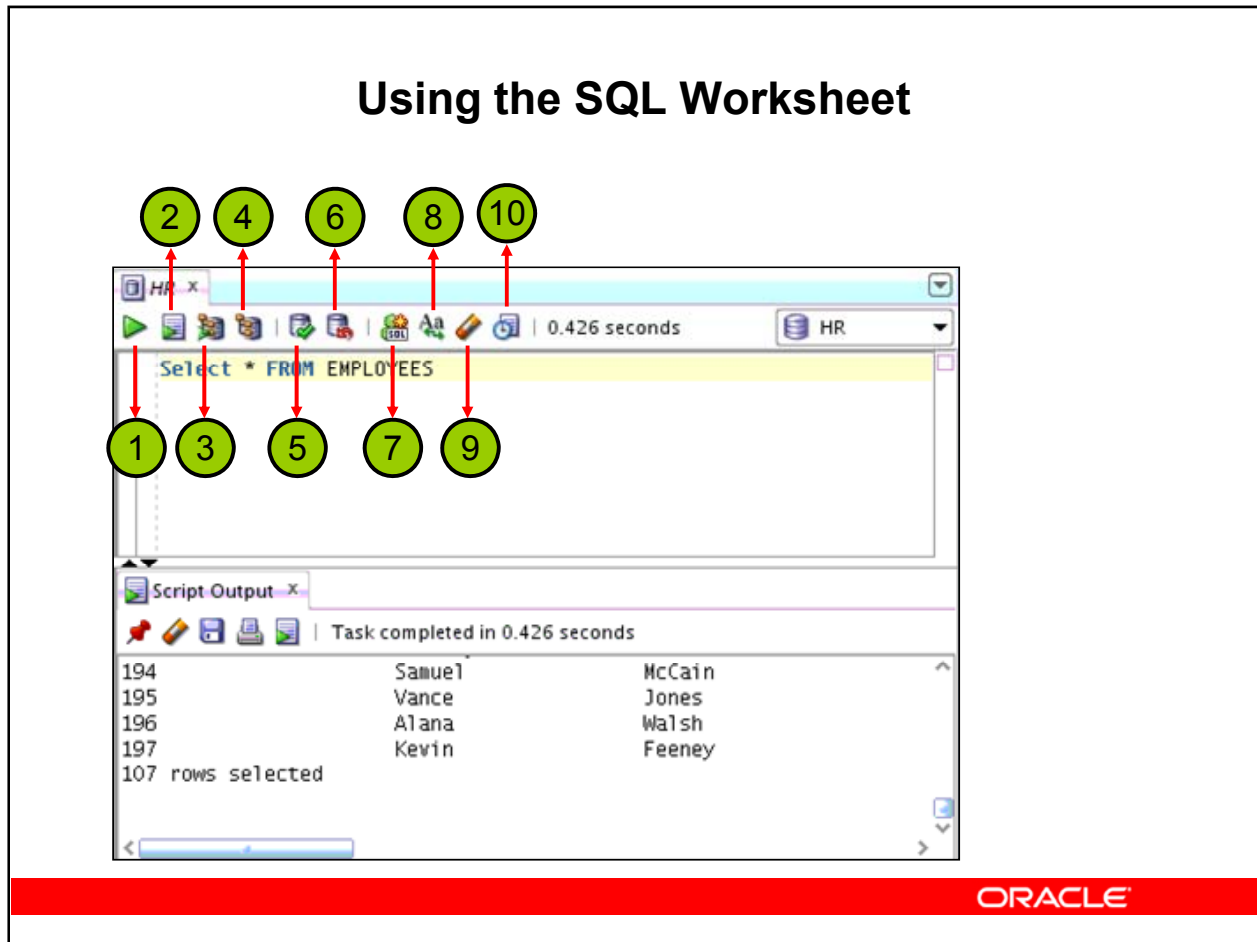 Using the SQL Worksheet
2 4 6 8 10
HR x
0.426 seconds HR
Select * FROM EMPLOYEES
1 3 5 7 9
Script Output x
Task completed in 0.426 seconds
194 Samuel McCain
195 Vance Jones
196 Alana Walsh
197 Kevin Feeney
107 rows selected
ORACLE